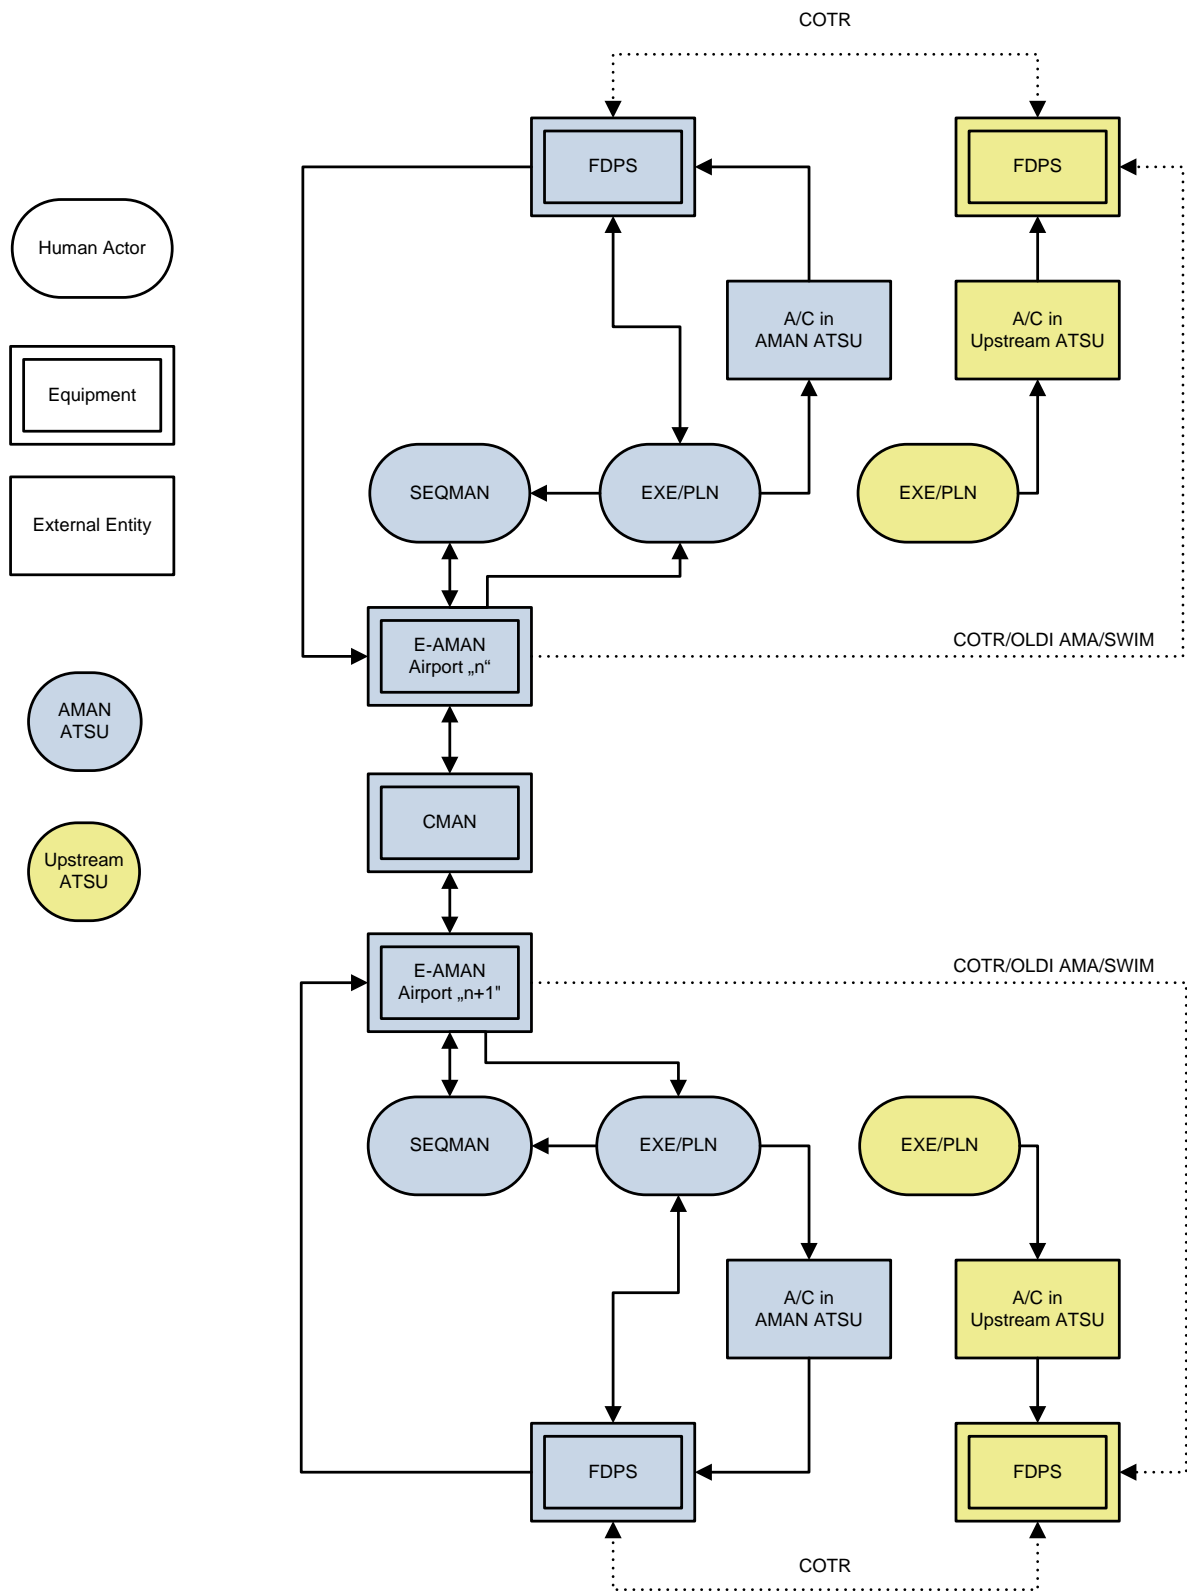 COTR
FDPS
FDPS
Human Actor
A/C in
AMAN ATSU
A/C in
Upstream ATSU
Equipment
SEQMAN
EXE/PLN
EXE/PLN
External Entity
E-AMAN
Airport „n“
COTR/OLDI AMA/SWIM
AMAN
ATSU
CMAN
Upstream
ATSU
E-AMAN
Airport „n+1"
COTR/OLDI AMA/SWIM
SEQMAN
EXE/PLN
EXE/PLN
A/C in
AMAN ATSU
A/C in
Upstream ATSU
FDPS
FDPS
COTR